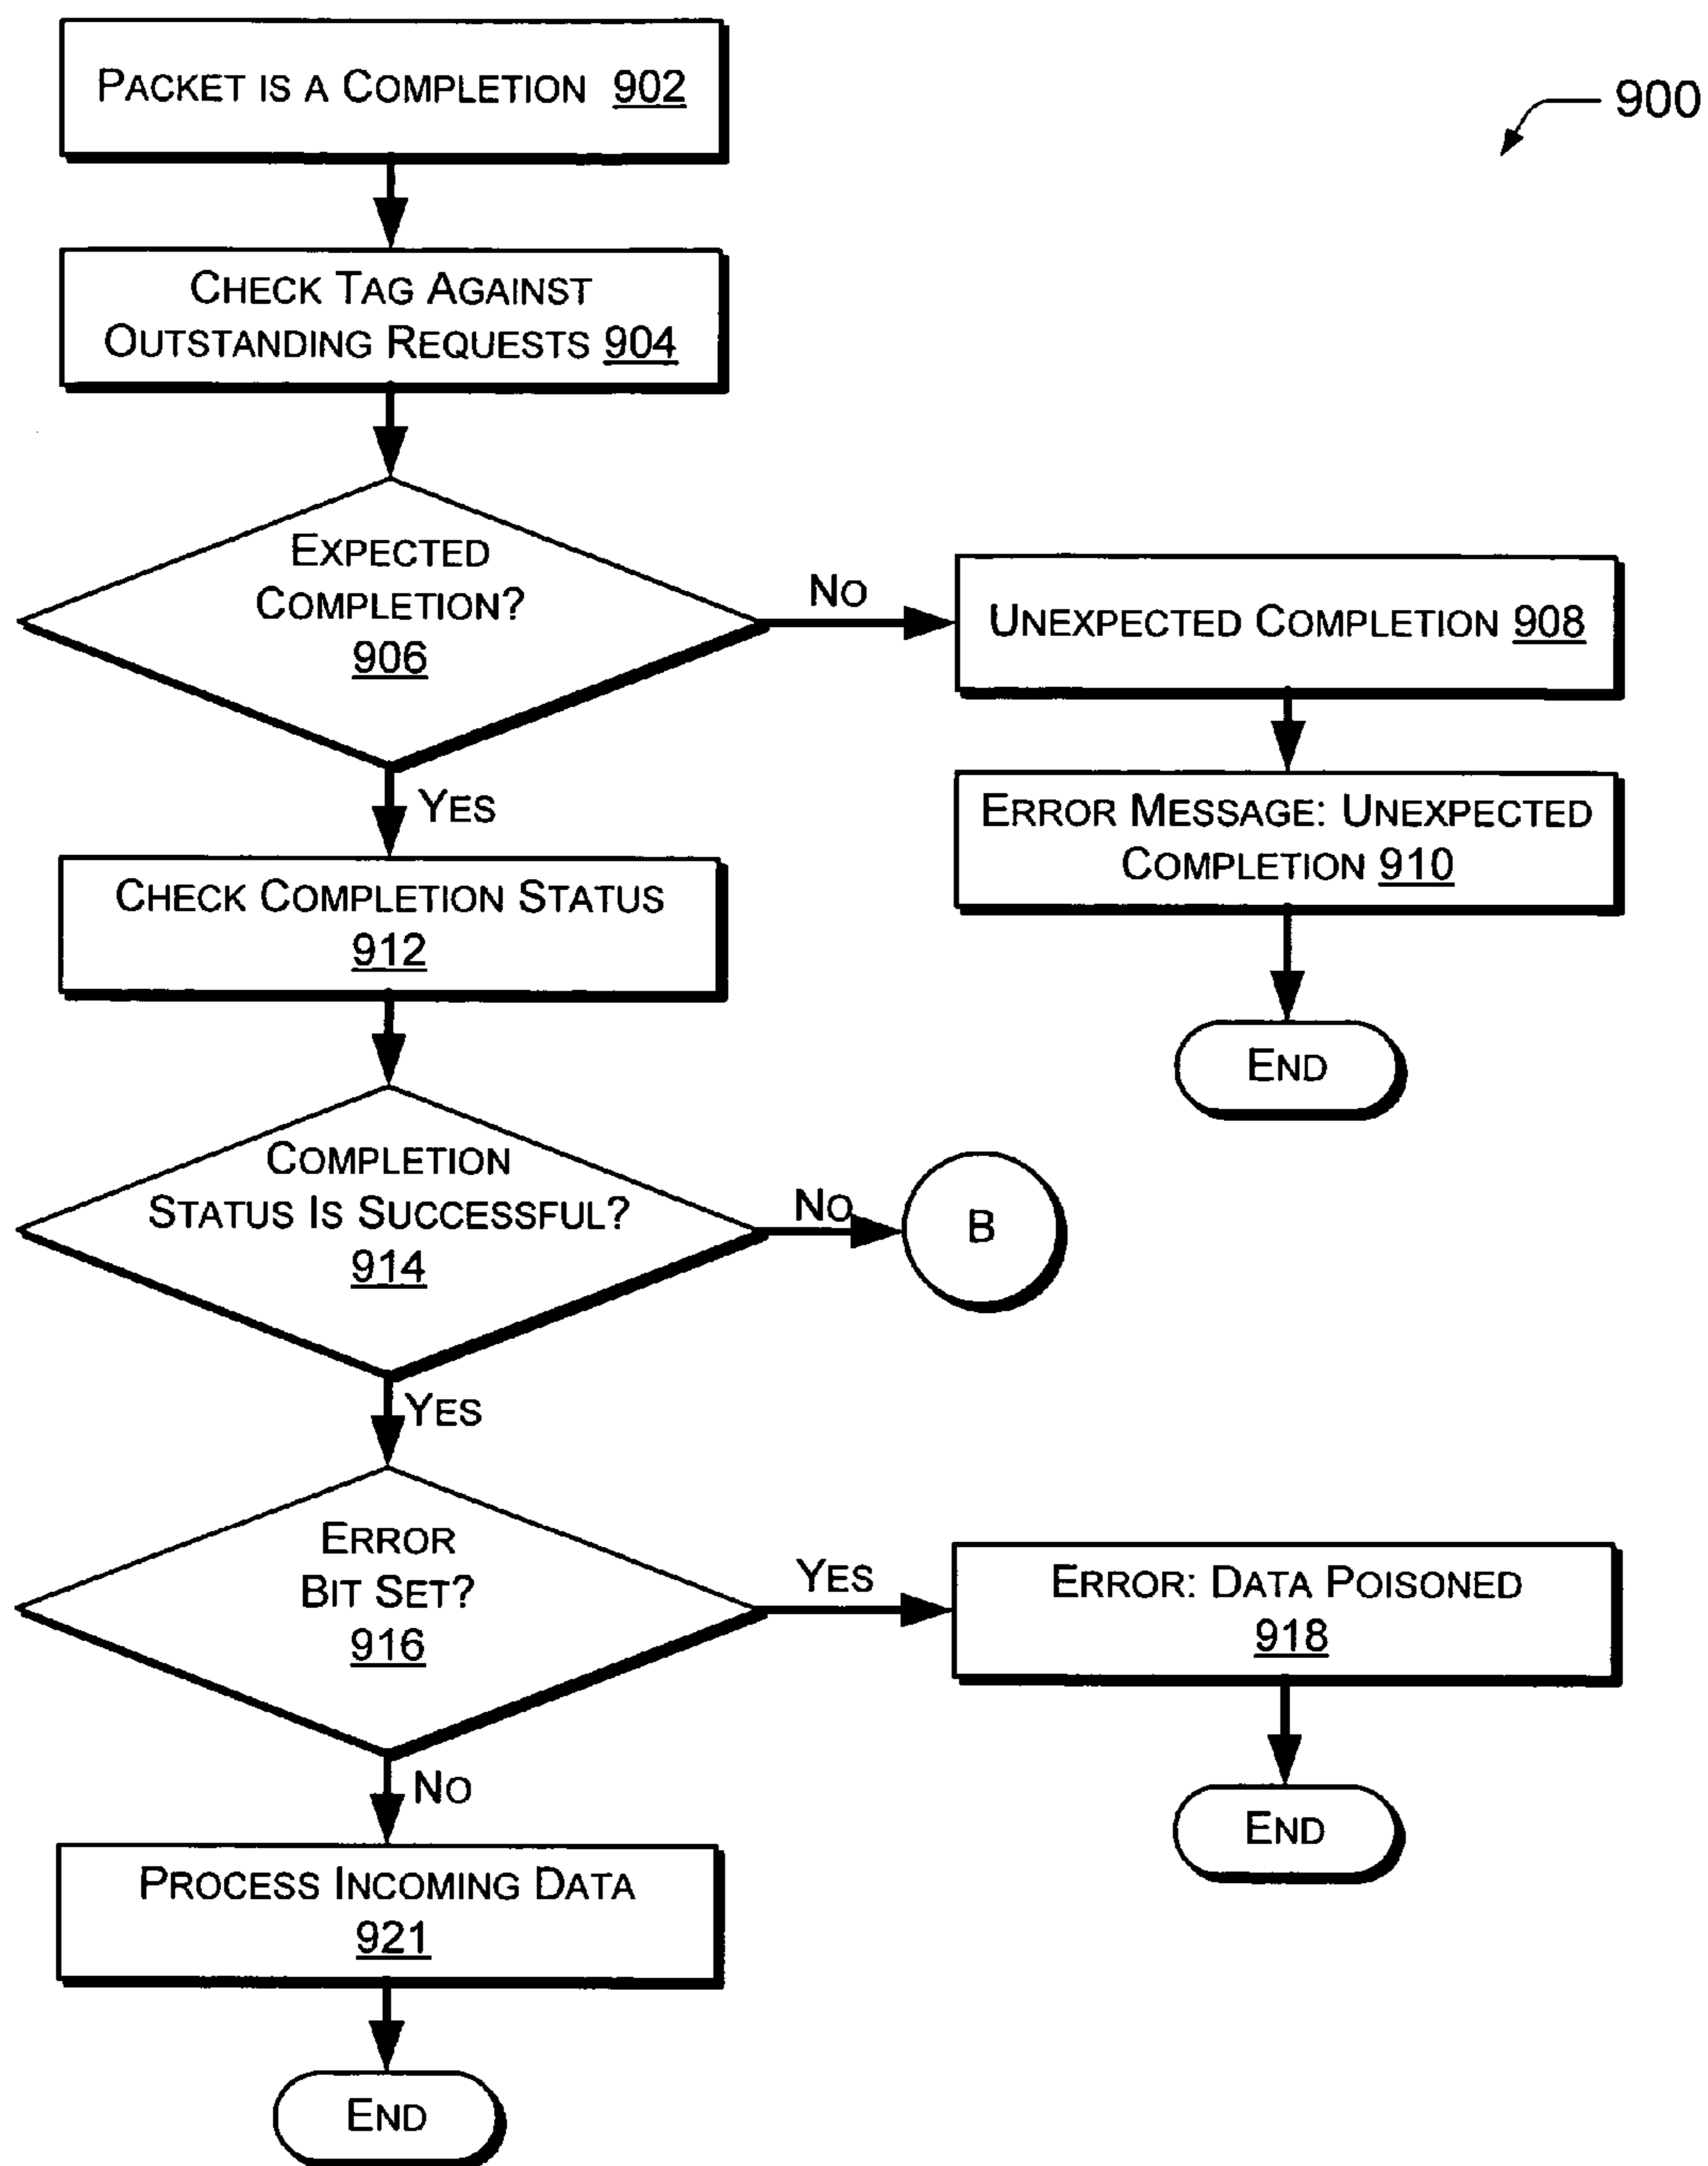 PACKET IS A COMPLETION 902
900
CHECK TAG AGAINST
OUTSTANDING REQUESTS 904
EXPECTED
COMPLETION?
906
NO
UNEXPECTED COMPLETION 908
ERROR MESSAGE: UNEXPECTED
COMPLETION 910
END
YES
CHECK COMPLETION STATUS
912
COMPLETION
STATUS IS SUCCESSFUL?
914
NO
B
YES
ERROR
BIT SET?
916
YES
ERROR: DATA POISONED
918
END
NO
PROCESS INCOMING DATA
921
END